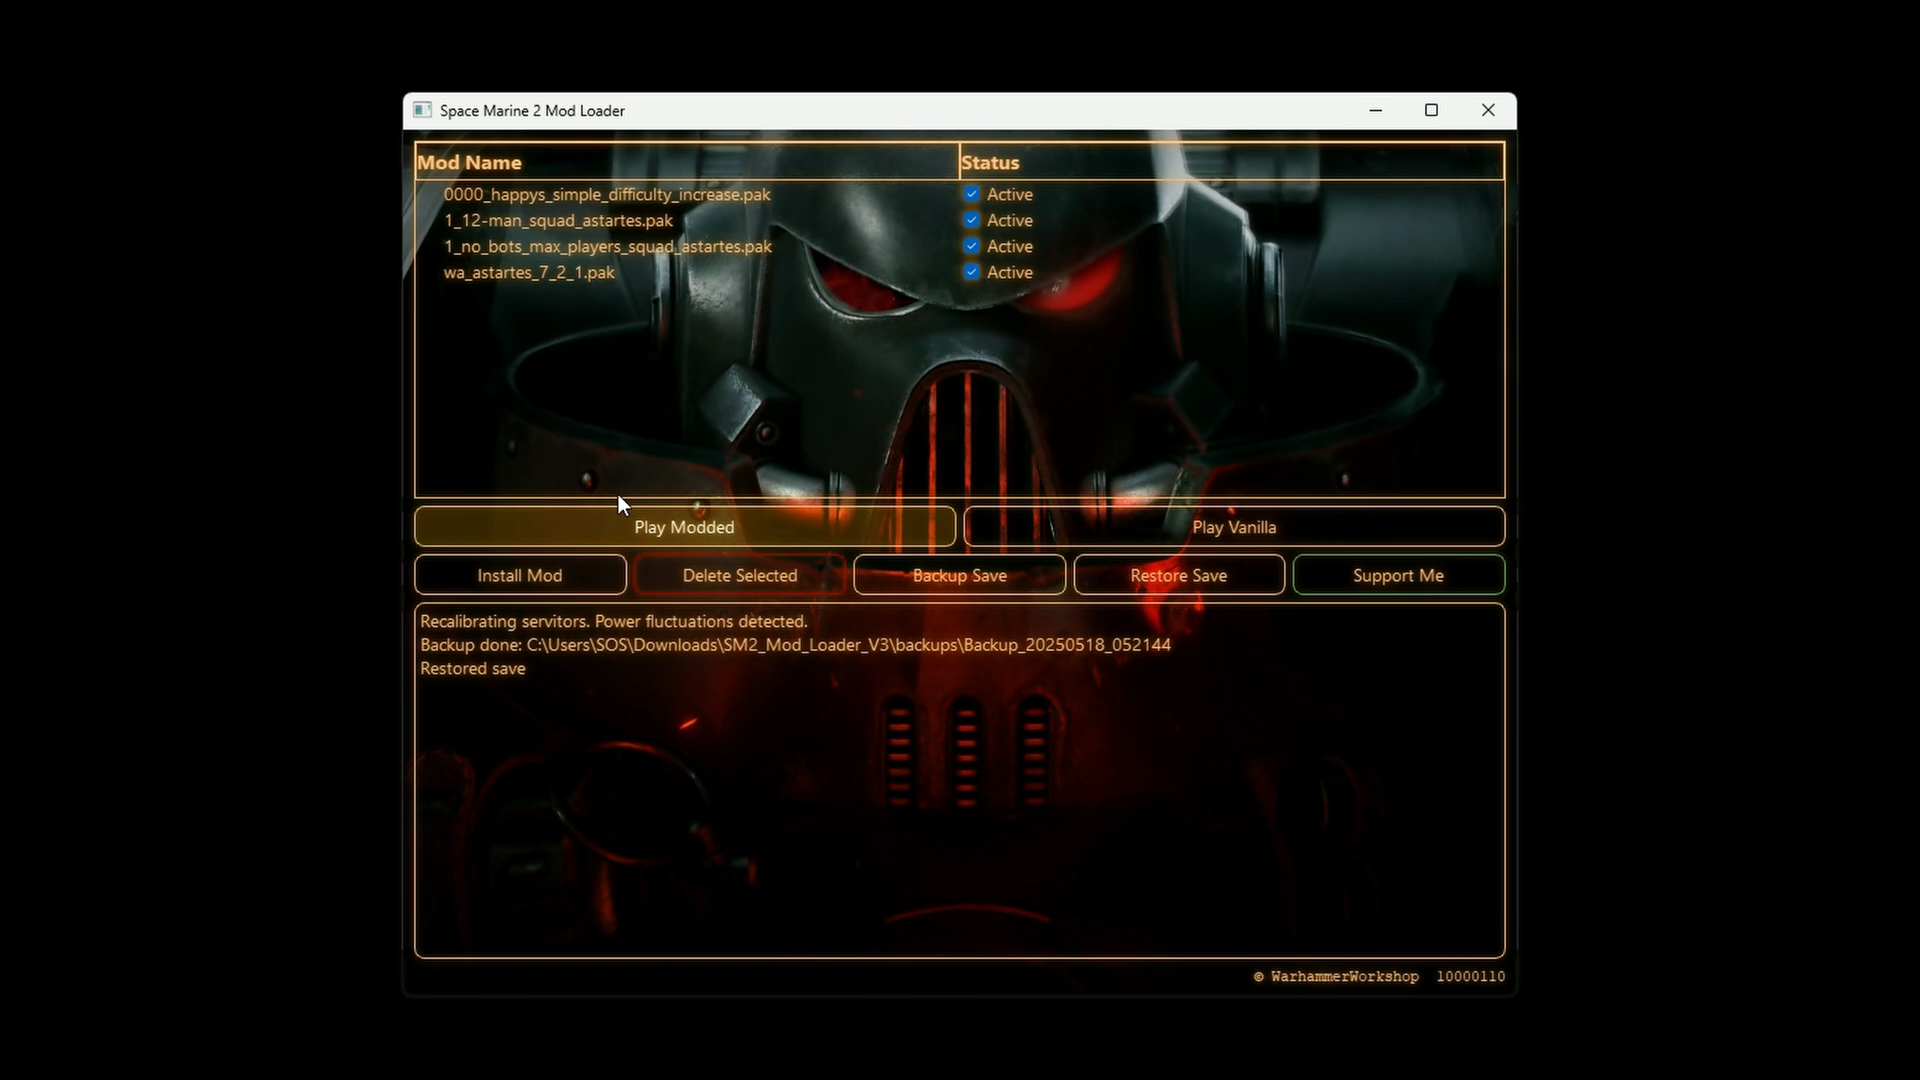 Space Marine 2 Mod Loader
Mod Name Status
0000_happys_simple_difficulty_increase.pak Active
1_12-man_squad_astartes.pak Active
1_no_bots_max_players_squad_astartes.pak Active
wa_astartes_7_2_1.pak Active
Play Modded Play Vanilla
Install Mod Delete Selected Backup Save Restore Save Support Me
Recalibrating servitors. Power fluctuations detected.
Backup done: C:\Users\SOS\Downloads\SM2_Mod_Loader_V3\backups\Backup_20250518_052144
Restored save
© WarhammerWorkshop 10000110